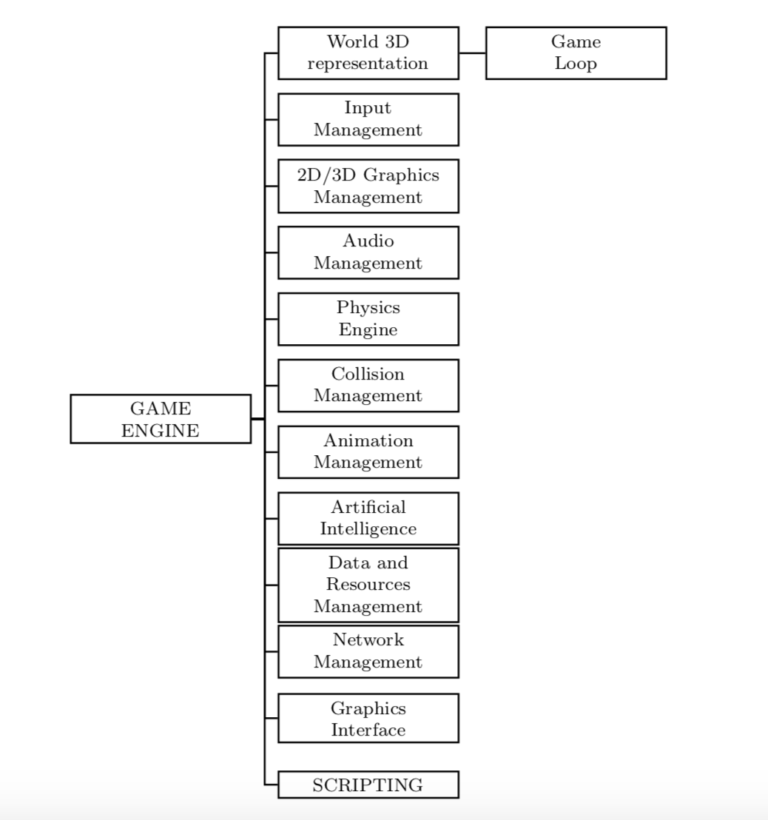 World 3D
representation
Game
Loop
Input
Management
2D/3D Graphics
Management
Audio
Management
Physics
Engine
Collision
Management
GAME
ENGINE
Animation
Management
Artificial
Intelligence
Data and
Resources
Management
Network
Management
Graphics
Interface
SCRIPTING